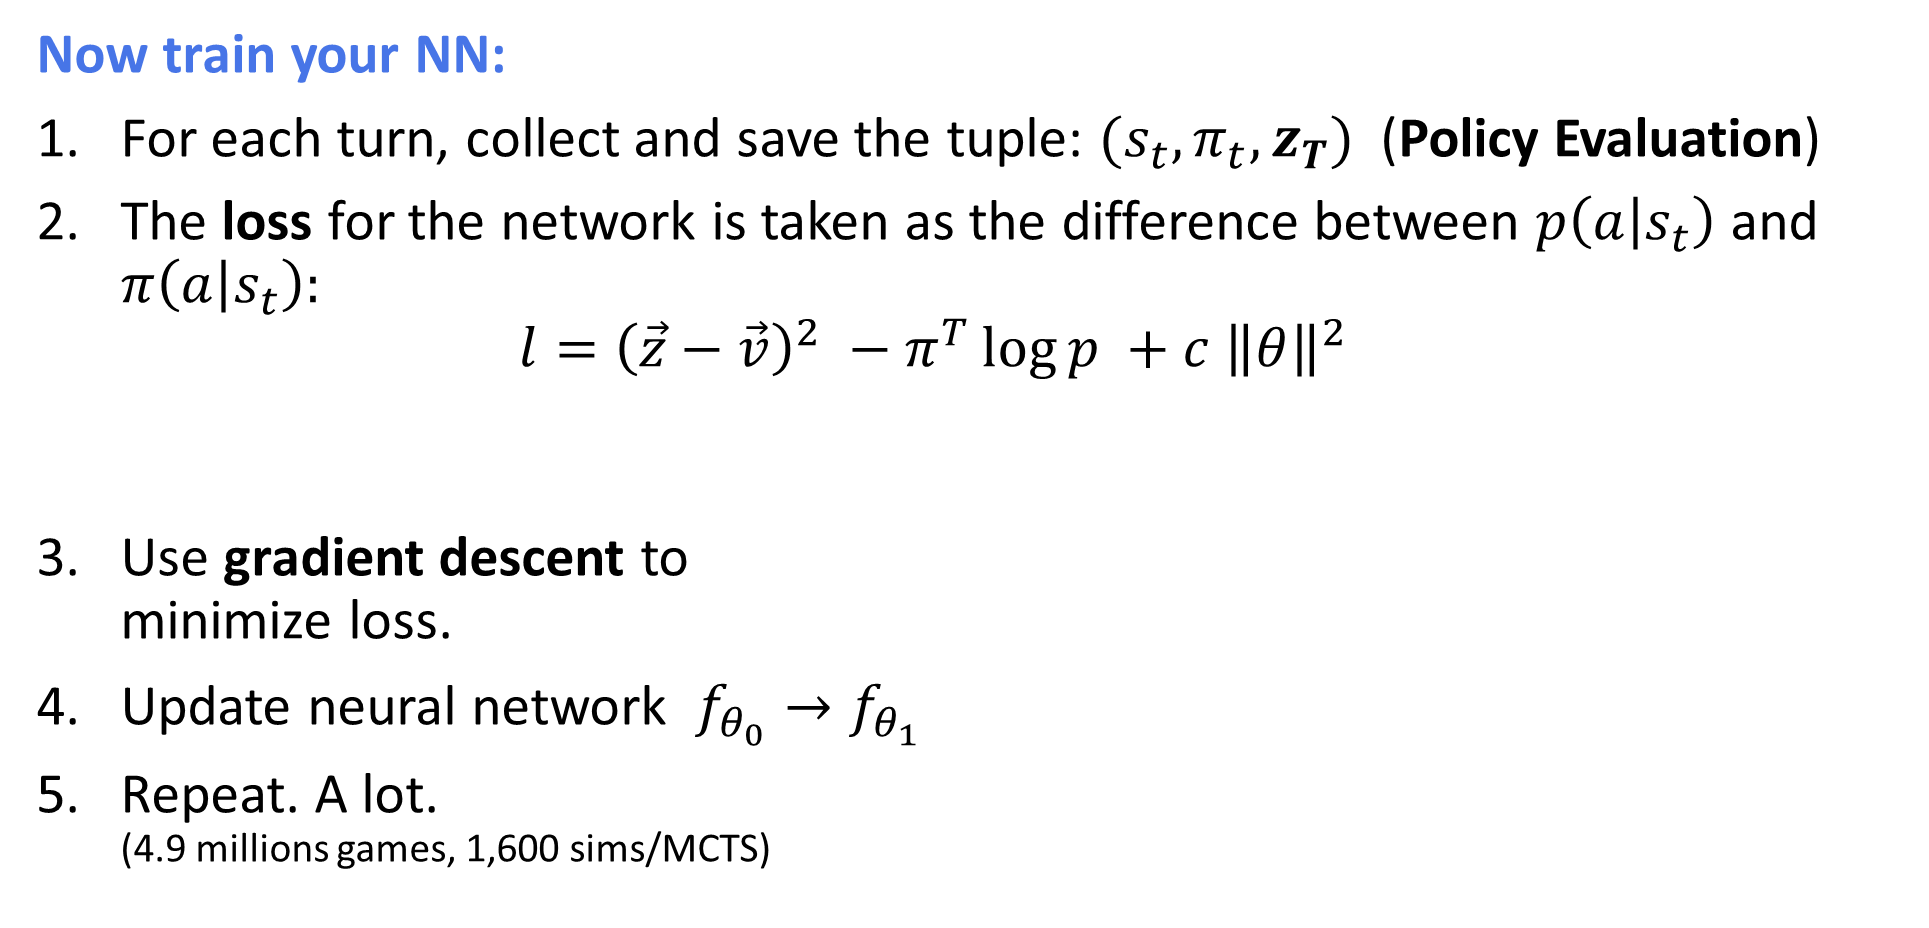 Now train your NN:
1. For each turn, collect and save the tuple: (s_t, π_t, z_T) (Policy Evaluation)
2. The loss for the network is taken as the difference between p(a|s_t) and
π(a|s_t):
l = (z⃗ − v⃗)² − π^T log p + c ‖θ‖²
3. Use gradient descent to
minimize loss.
4. Update neural network f_θ₀ → f_θ₁
5. Repeat. A lot.
(4.9 millions games, 1,600 sims/MCTS)